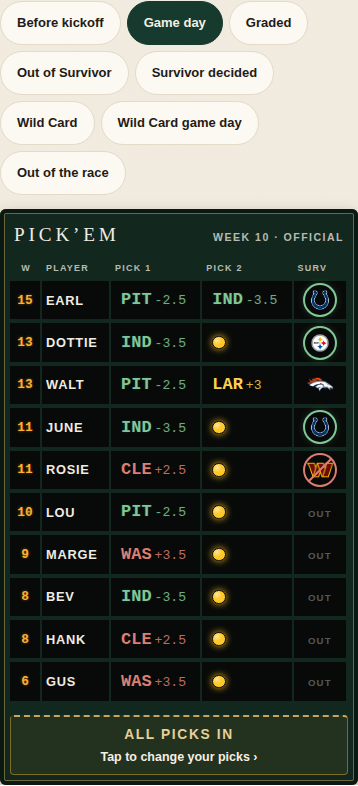 Before kickoff Game day Graded
Out of Survivor Survivor decided
Wild Card Wild Card game day
Out of the race
PICK’EM WEEK 10 · OFFICIAL
W PLAYER PICK 1 PICK 2 SURV
15 EARL PIT -2.5 IND -3.5
13 DOTTIE IND -3.5
13 WALT PIT -2.5 LAR +3
11 JUNE IND -3.5
11 ROSIE CLE +2.5
10 LOU PIT -2.5 OUT
9 MARGE WAS +3.5 OUT
8 BEV IND -3.5 OUT
8 HANK CLE +2.5 OUT
6 GUS WAS +3.5 OUT
ALL PICKS IN
Tap to change your picks ›